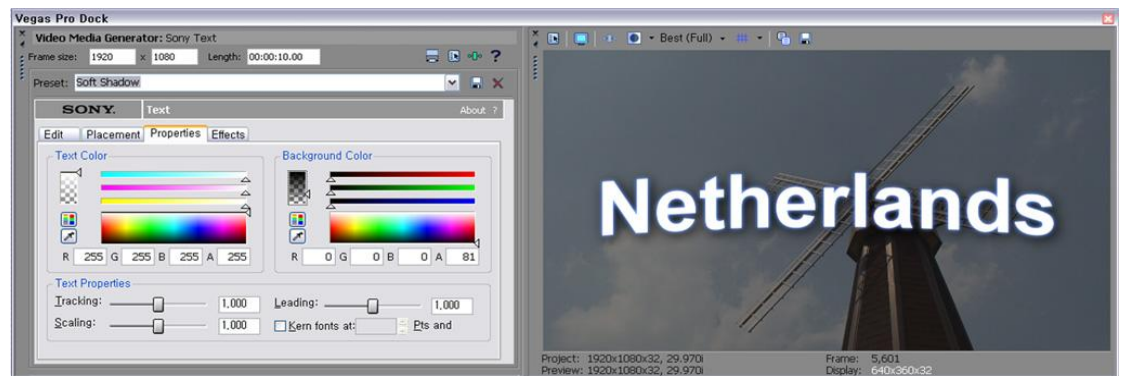 Vegas Pro Dock
Video Media Generator: Sony Text
Frame size: 1920 x 1080 Length: 00:00:10.00 ?
Preset: Soft Shadow
SONY. Text About ?
Edit Placement Properties Effects
Text Color
R 255 G 255 B 255 A 255
Background Color
R 0 G 0 B 0 A 81
Text Properties
Tracking: 1,000 Leading: 1,000
Scaling: 1,000 Kern fonts at: Pts and
Best (Full)
Netherlands
Project: 1920x1080x32, 29.970i Frame: 5,601
Preview: 1920x1080x32, 29.970i Display: 640x360x32